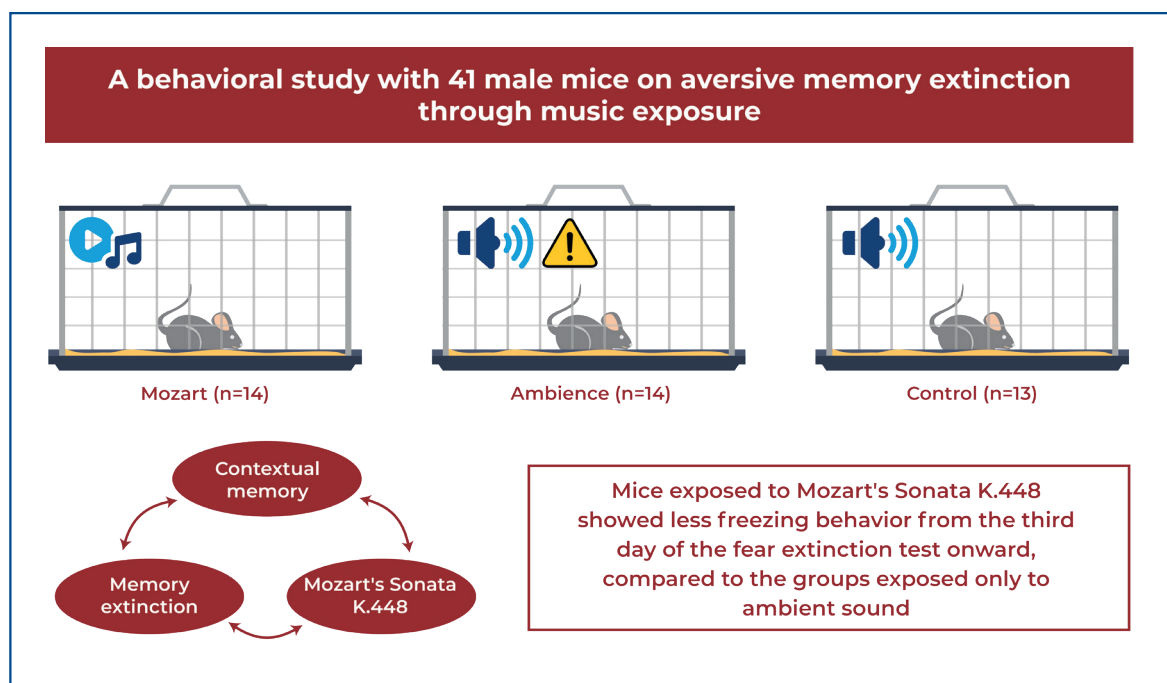 A behavioral study with 41 male mice on aversive memory extinction
through music exposure
Mozart (n=14)
Ambience (n=14)
Control (n=13)
Contextual
memory
Memory
extinction
Mozart's Sonata
K.448
Mice exposed to Mozart's Sonata K.448
showed less freezing behavior from the third
day of the fear extinction test onward,
compared to the groups exposed only to
ambient sound